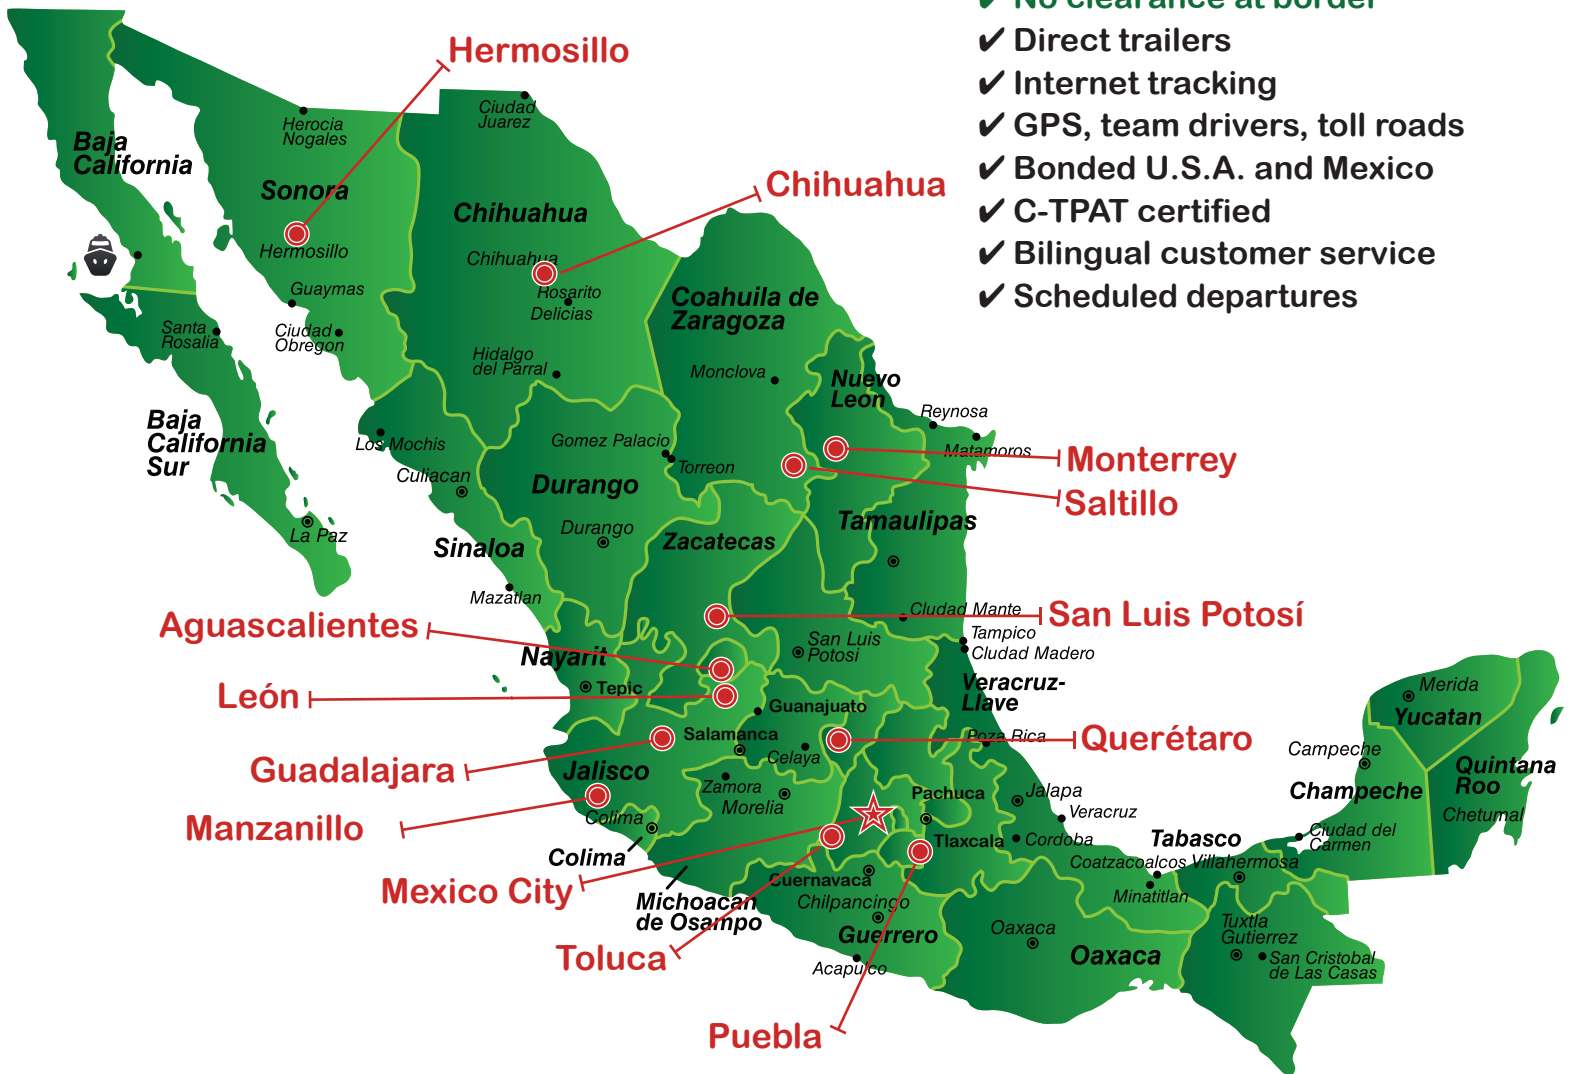 ✔ No clearance at border
✔ Direct trailers
✔ Internet tracking
✔ GPS, team drivers, toll roads
✔ Bonded U.S.A. and Mexico
✔ C-TPAT certified
✔ Bilingual customer service
✔ Scheduled departures
Hermosillo
Ciudad
Juarez
Herocia
Nogales
Baja
California
Sonora
Chihuahua
Chihuahua
Hermosillo
Chihuahua
Guaymas
Rosarito
Delicias
Coahuila de
Zaragoza
Santa
Rosalia
Ciudad
Obregon
Hidalgo
del Parral
Monclova
Nuevo
Leon
Reynosa
Matamoros
Baja
California
Sur
Los Mochis
Gomez Palacio
Torreon
Monterrey
Saltillo
Culiacan
Durango
Durango
La Paz
Sinaloa
Zacatecas
Tamaulipas
Mazatlan
Aguascalientes
Cludad Mante
San Luis Potosí
San Luis
Potosi
Tampico
Cludad Madero
Nayarit
Tepic
León
Veracruz-
Llave
Merida
Yucatan
Guanajuato
Salamanca
Celaya
Poza Rica
Querétaro
Campeche
Champeche
Quintana
Roo
Chetumal
Guadalajara
Jalisco
Zamora
Morelia
Pachuca
Jalapa
Veracruz
Manzanillo
Colima
Colima
Tlaxcala
Cordoba
Tabasco
Ciudad del
Carmen
Coatzacoalcos
Villahermosa
Minatitlan
Mexico City
Cuernavaca
Chilpancingo
Michoacan
de Osampo
Guerrero
Oaxaca
Oaxaca
Tuxtla
Gutierrez
San Cristobal
de Las Casas
Toluca
Acapulco
Puebla